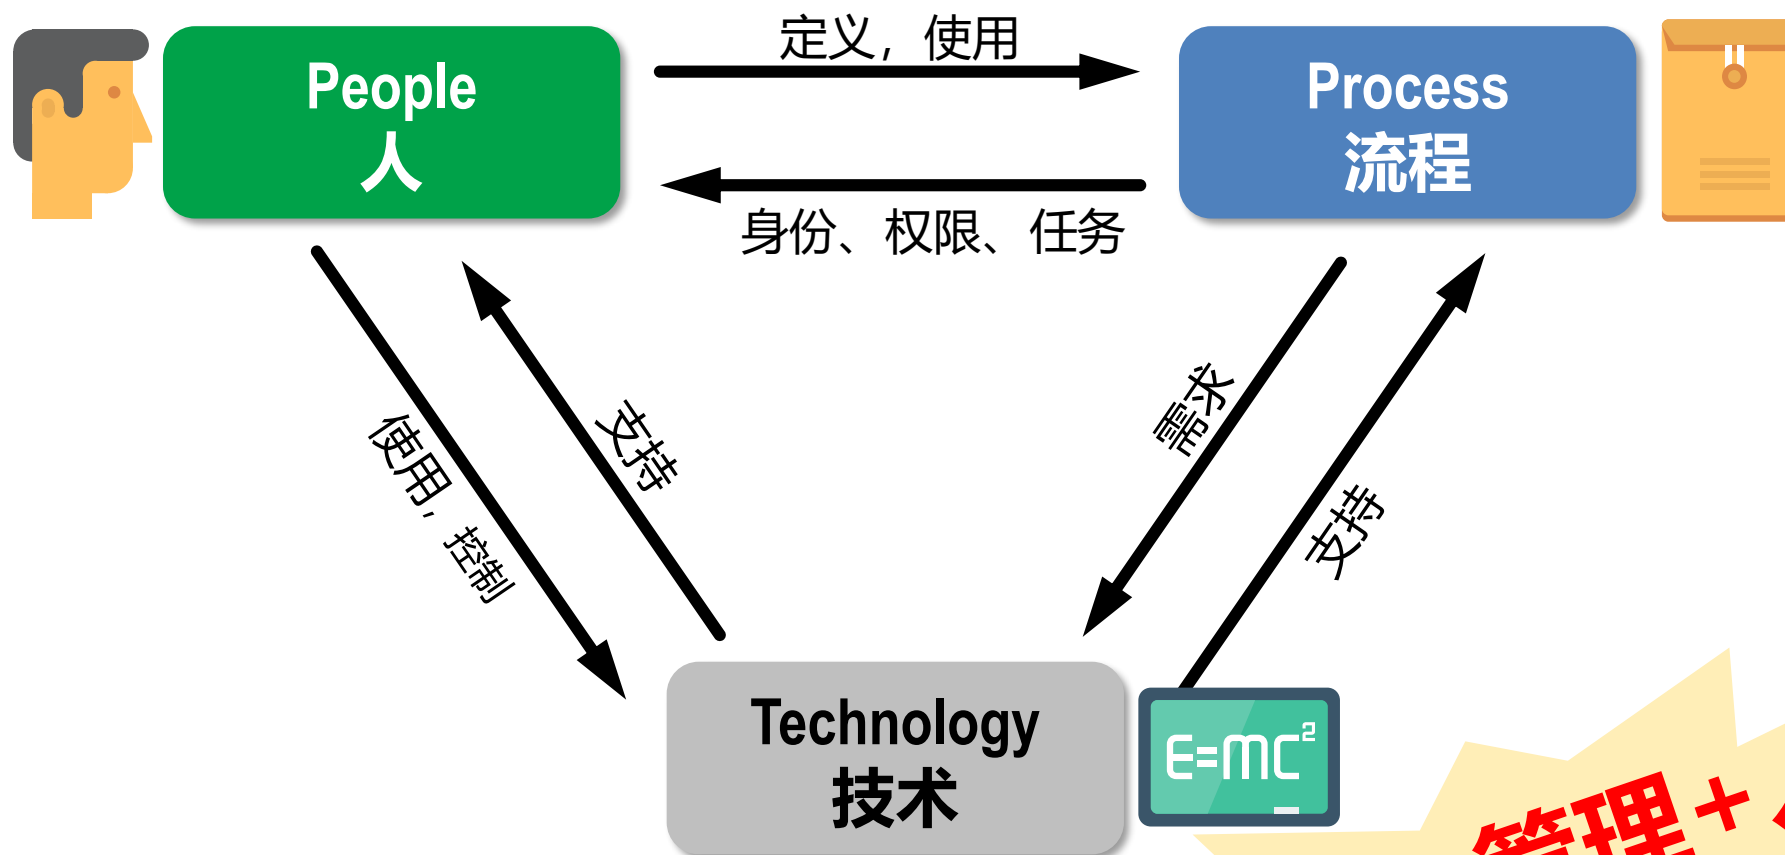 定义，使用
People
人
Process
流程
身份、权限、任务
使用，控制
支持
需求
支持
Technology
技术
E=mc²
管理+